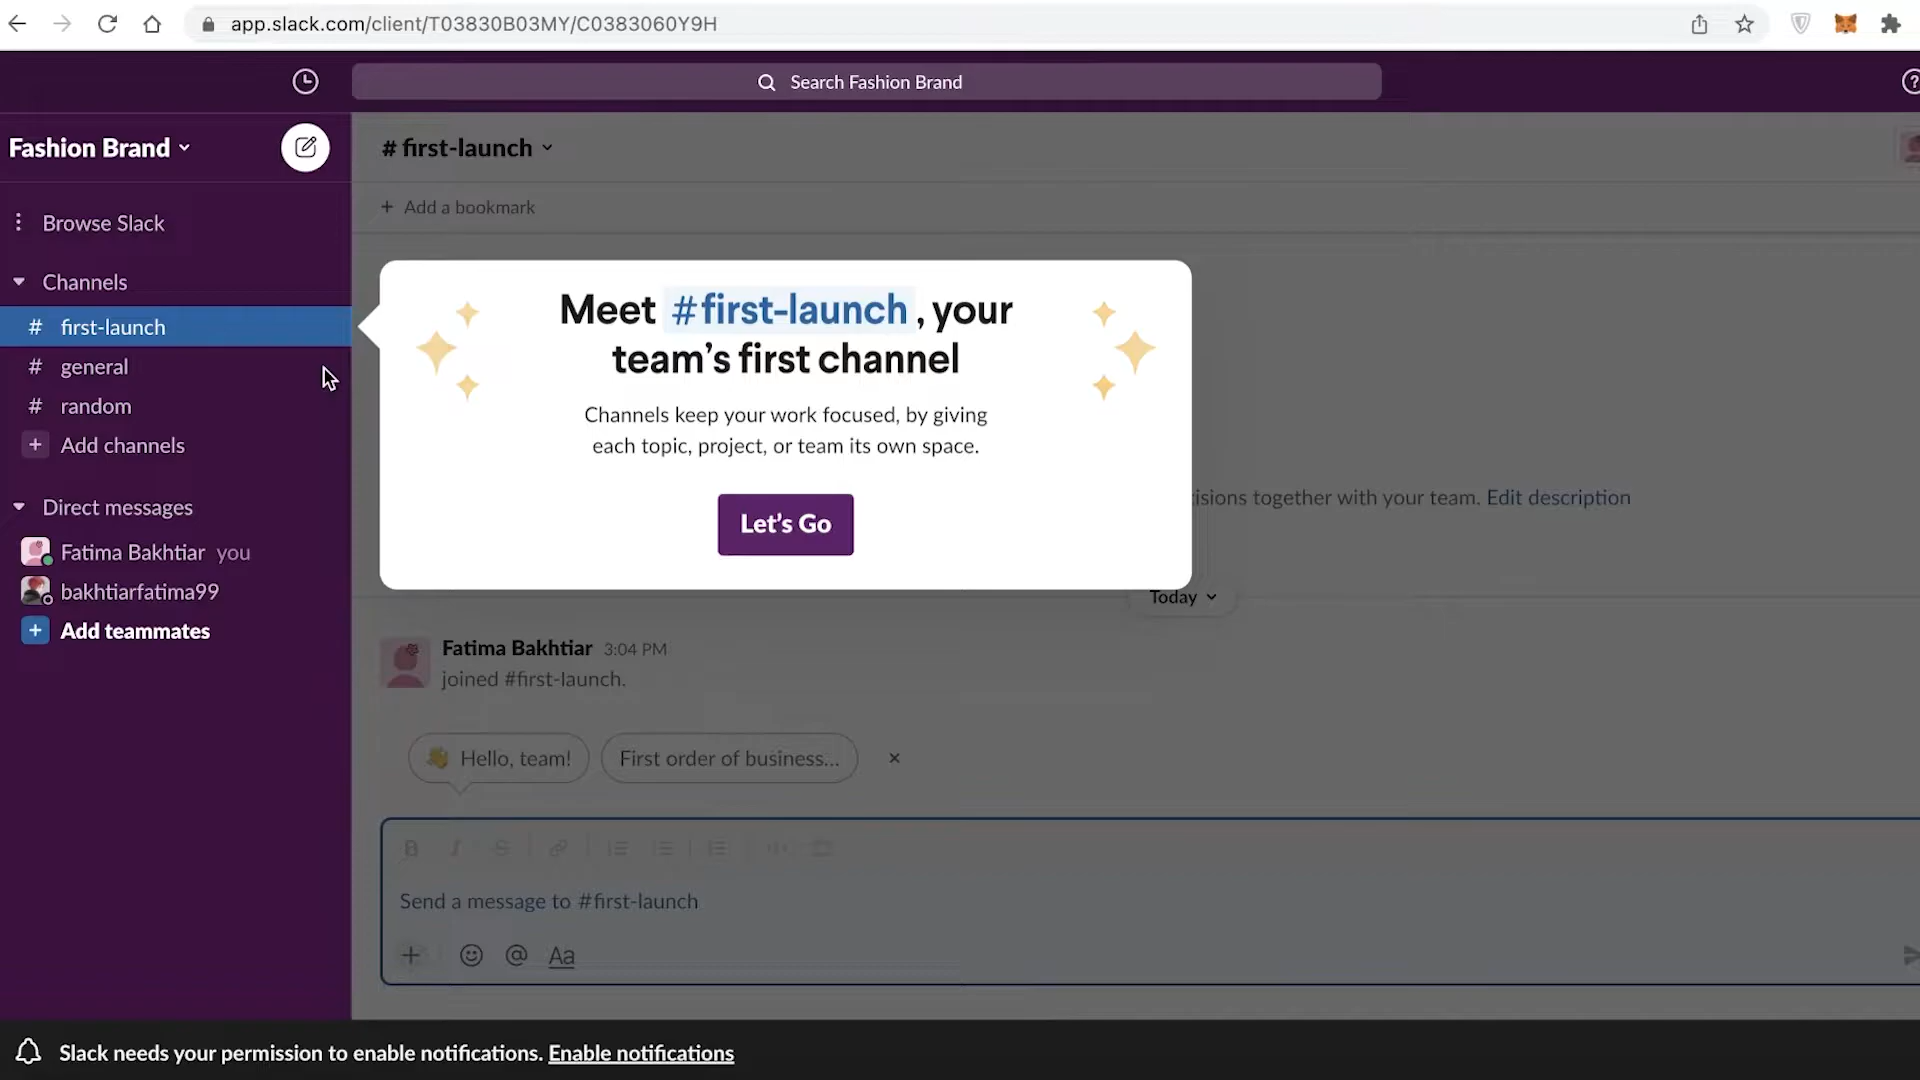 app.slack.com/client/T03830B03MY/C0383060Y9H
Search Fashion Brand
Fashion Brand
# first-launch
+ Add a bookmark
Browse Slack
Channels
# first-launch
# general
# random
+ Add channels
Direct messages
Fatima Bakhtiar you
bakhtiarfatima99
+ Add teammates
Meet #first-launch, your
team’s first channel
Channels keep your work focused, by giving
each topic, project, or team its own space.
Let’s Go
together with your team. Edit description
Today
Fatima Bakhtiar 3:04 PM
joined #first-launch.
Hello, team!
First order of business...
B I S
Send a message to #first-launch
+ @ Aa
Slack needs your permission to enable notifications. Enable notifications